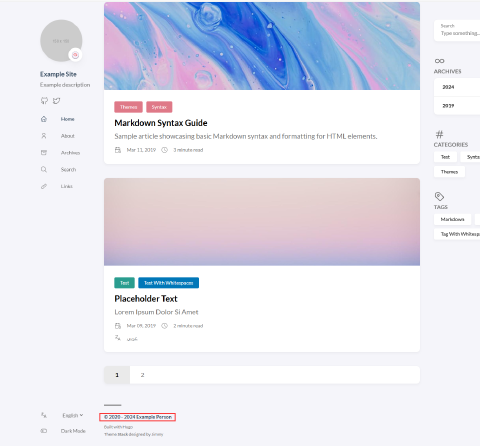 Example Site
Example description
Home
About
Archives
Search
Links
English
Dark Mode
Themes
Syntax
Markdown Syntax Guide
Sample article showcasing basic Markdown syntax and formatting for HTML elements.
Mar 11, 2019
3 minute read
Text
Text With Whitespaces
Placeholder Text
Lorem Ipsum Dolor Si Amet
Mar 09, 2019
2 minute read
1
2
© 2020 - 2024 Example Person
Built with Hugo
Theme Stack designed by Jimmy
Search
Type something...
ARCHIVES
2024
2019
CATEGORIES
Test
Synta
Themes
TAGS
Markdown
Tag With Whitesp